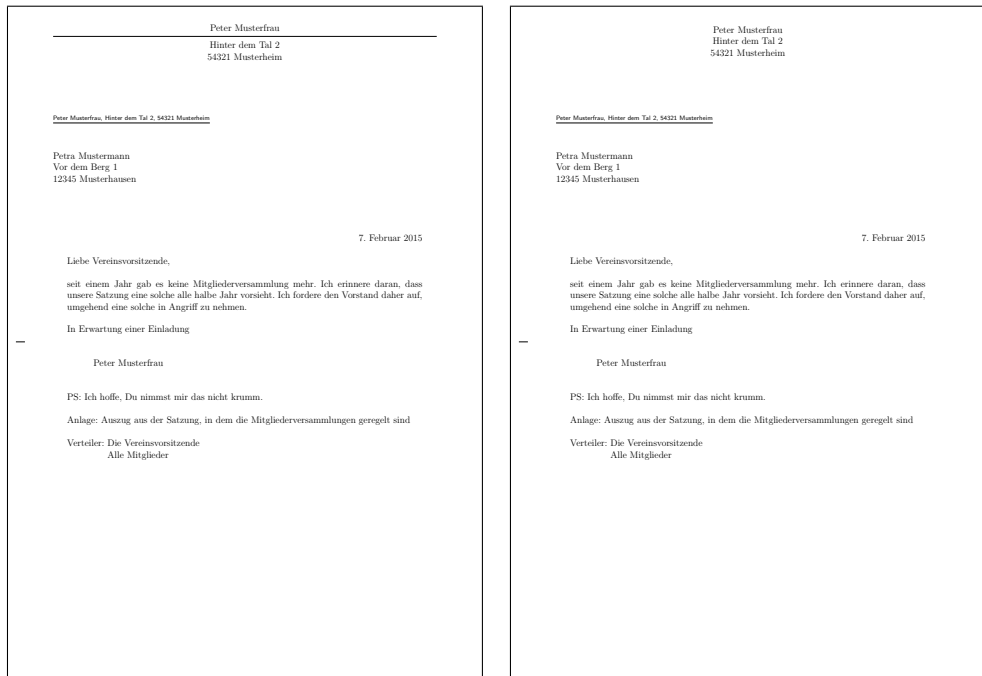 Peter Musterfrau
Hinter dem Tal 2
54321 Musterheim
Peter Musterfrau, Hinter dem Tal 2, 54321 Musterheim
Petra Mustermann
Vor dem Berg 1
12345 Musterhausen
7. Februar 2015
Liebe Vereinsvorsitzende,
seit einem Jahr gab es keine Mitgliederversammlung mehr. Ich erinnere daran, dass
unsere Satzung eine solche alle halbe Jahr vorsieht. Ich fordere den Vorstand daher auf,
umgehend eine solche in Angriff zu nehmen.
In Erwartung einer Einladung
Peter Musterfrau
PS: Ich hoffe, Du nimmst mir das nicht krumm.
Anlage: Auszug aus der Satzung, in dem die Mitgliederversammlungen geregelt sind
Verteiler: Die Vereinsvorsitzende
Alle Mitglieder
Peter Musterfrau
Hinter dem Tal 2
54321 Musterheim
Peter Musterfrau, Hinter dem Tal 2, 54321 Musterheim
Petra Mustermann
Vor dem Berg 1
12345 Musterhausen
7. Februar 2015
Liebe Vereinsvorsitzende,
seit einem Jahr gab es keine Mitgliederversammlung mehr. Ich erinnere daran, dass
unsere Satzung eine solche alle halbe Jahr vorsieht. Ich fordere den Vorstand daher auf,
umgehend eine solche in Angriff zu nehmen.
In Erwartung einer Einladung
Peter Musterfrau
PS: Ich hoffe, Du nimmst mir das nicht krumm.
Anlage: Auszug aus der Satzung, in dem die Mitgliederversammlungen geregelt sind
Verteiler: Die Vereinsvorsitzende
Alle Mitglieder